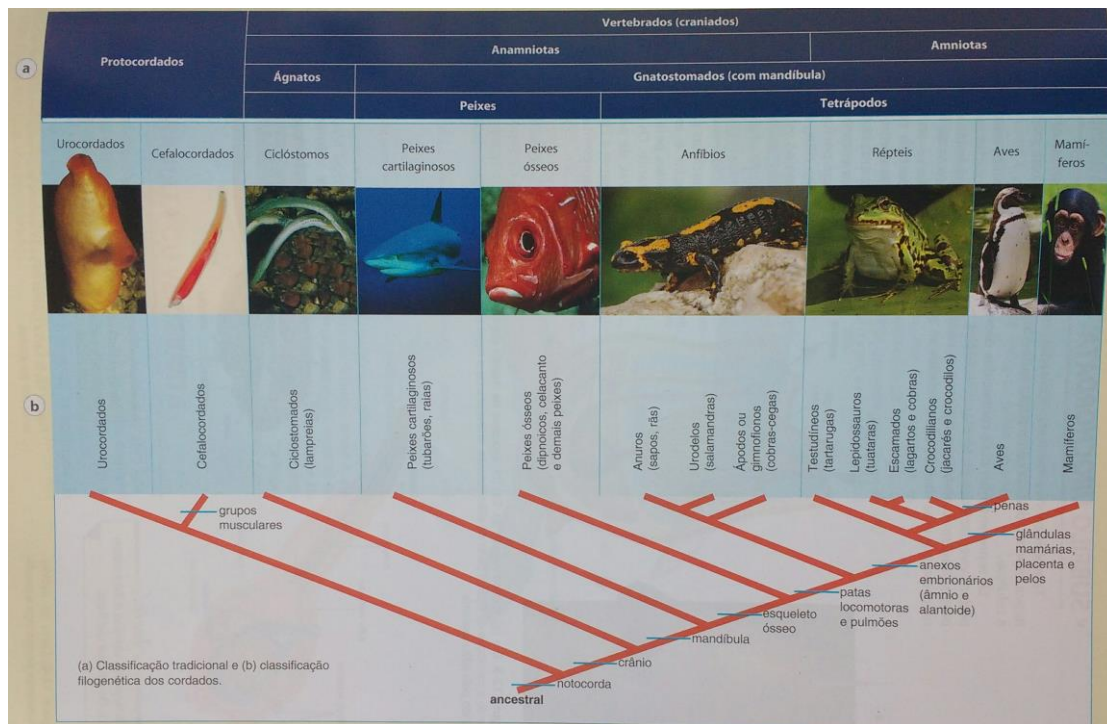 Vertebrados (craniados)
Protocordados
Anamniotas
Amniotas
a
Ágnatos
Gnatostomados (com mandíbula)
Peixes
Tetrápodos
Urocordados
Cefalocordados
Ciclóstomos
Peixes
cartilaginosos
Peixes
ósseos
Anfíbios
Répteis
Aves
Mamí-
feros
b
Urocordados
Cefalocordados
Ciclostomados
(lampreias)
Peixes cartilaginosos
(tubarões, raias)
Peixes ósseos
(dipnoicos, celacanto
e demais peixes)
Anuros
(sapos, rãs)
Urodelos
(salamandras)
Ápodos ou
gimnofionos
(cobras-cegas)
Testudíneos
(tartarugas)
Lepidossauros
(tuataras)
Escamados
(lagartos e cobras)
Crocodilianos
(jacarés e crocodilos)
Aves
Mamíferos
grupos
musculares
penas
glândulas
mamárias,
placenta e
pelos
anexos
embrionários
(âmnio e
alantoide)
patas
locomotoras
e pulmões
esqueleto
ósseo
mandíbula
crânio
notocorda
ancestral
(a) Classificação tradicional e (b) classificação
filogenética dos cordados.